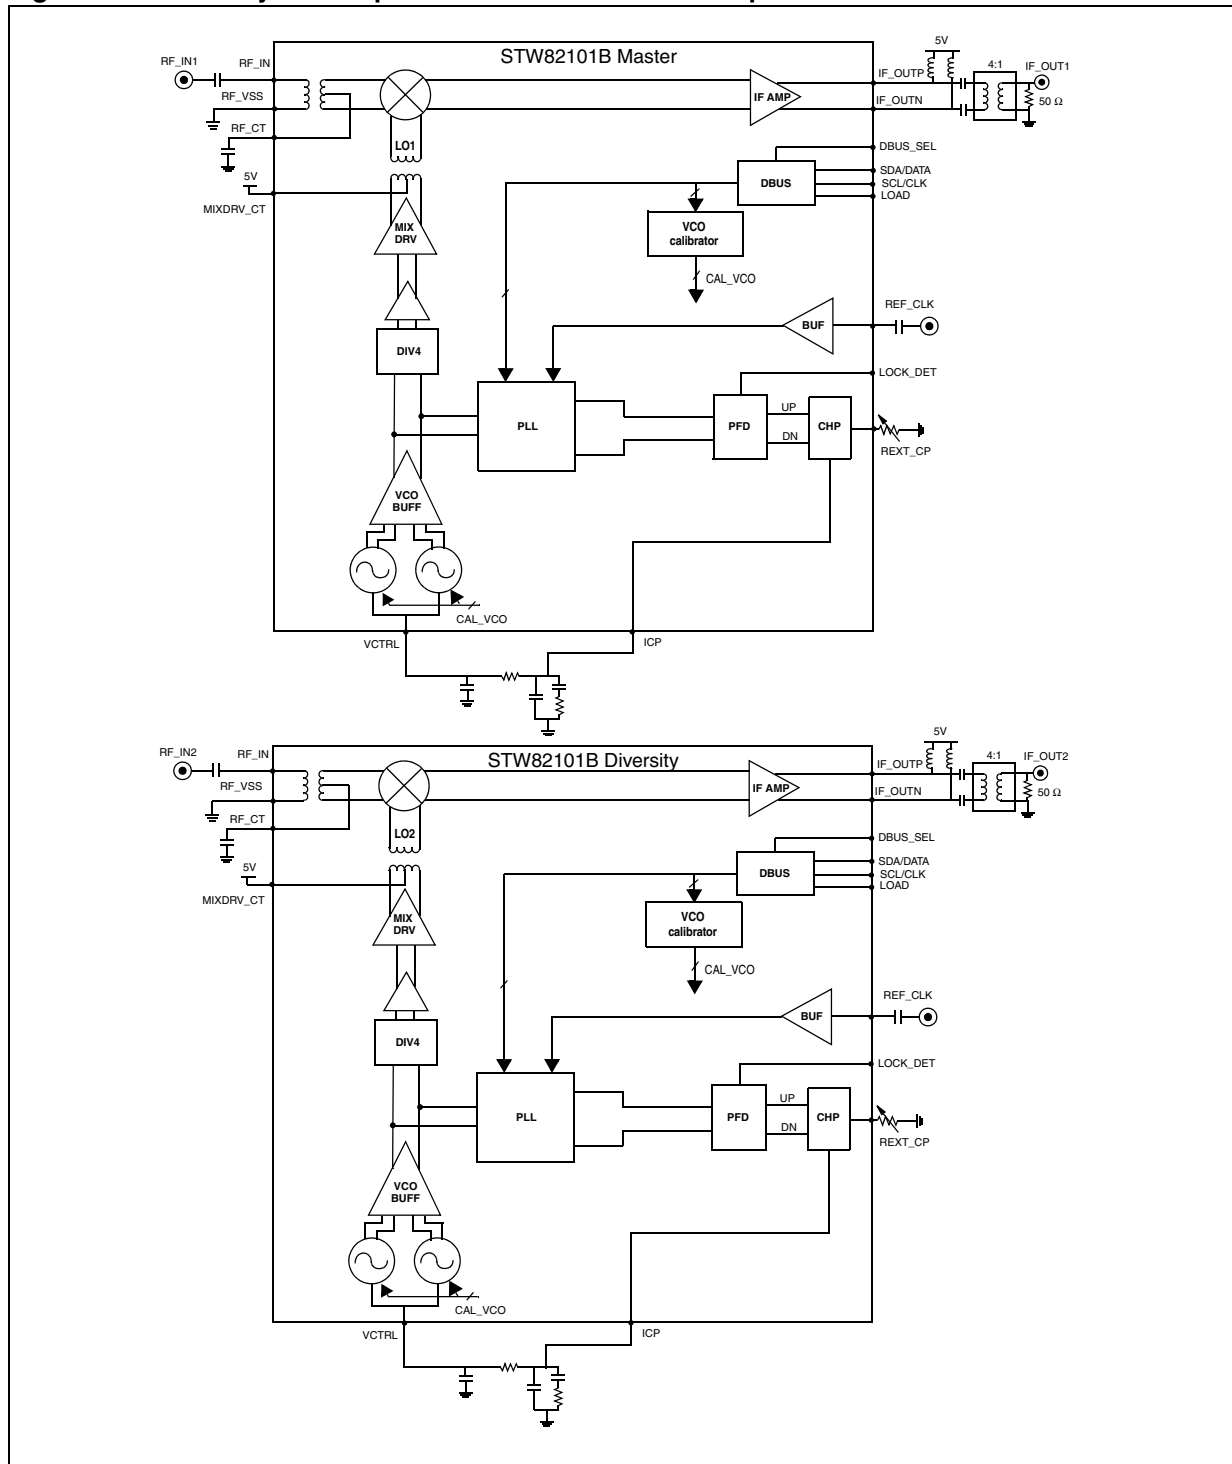 STW82101B Master
5V
RF_IN1
RF_IN
IF_OUTP
4:1
IF_OUT1
RF_VSS
IF AMP
IF_OUTN
50 Ω
RF_CT
LO1
DBUS_SEL
5V
DBUS
SDA/DATA
SCL/CLK
LOAD
MIXDRV_CT
MIX
DRV
VCO
calibrator
CAL_VCO
REF_CLK
BUF
DIV4
LOCK_DET
PLL
PFD
UP
DN
CHP
REXT_CP
VCO
BUFF
CAL_VCO
VCTRL
ICP
STW82101B Diversity
5V
RF_IN2
RF_IN
IF_OUTP
4:1
IF_OUT2
RF_VSS
IF AMP
IF_OUTN
50 Ω
RF_CT
LO2
DBUS_SEL
5V
DBUS
SDA/DATA
SCL/CLK
LOAD
MIXDRV_CT
MIX
DRV
VCO
calibrator
CAL_VCO
REF_CLK
BUF
DIV4
LOCK_DET
PLL
PFD
UP
DN
CHP
REXT_CP
VCO
BUFF
CAL_VCO
VCTRL
ICP